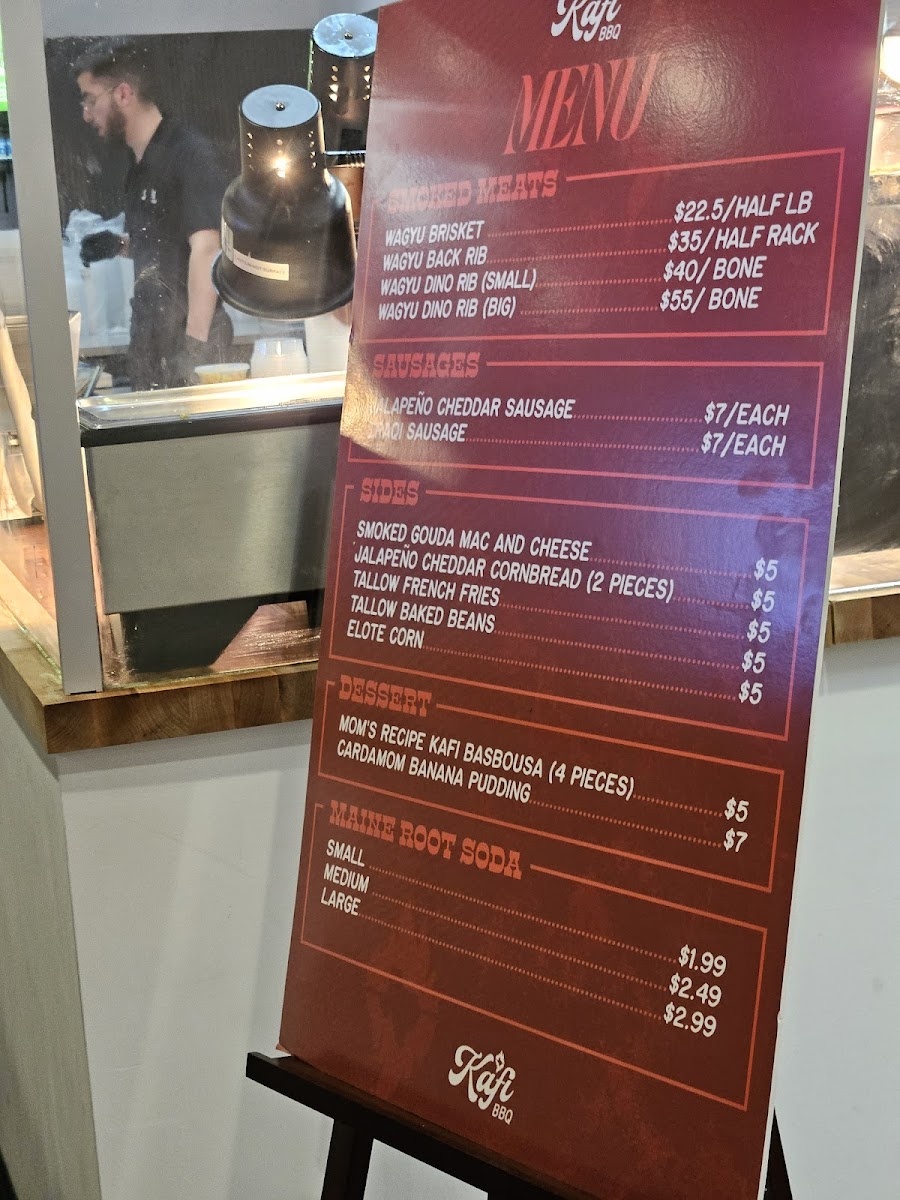 Kafi
BBQ
MENU
SMOKED MEATS
WAGYU BRISKET $22.5/HALF LB
WAGYU BACK RIB $35/ HALF RACK
WAGYU DINO RIB (SMALL) $40/ BONE
WAGYU DINO RIB (BIG) $55/ BONE
SAUSAGES
JALAPEÑO CHEDDAR SAUSAGE $7/EACH
IRAQI SAUSAGE $7/EACH
SIDES
SMOKED GOUDA MAC AND CHEESE $5
JALAPEÑO CHEDDAR CORNBREAD (2 PIECES) $5
TALLOW FRENCH FRIES $5
TALLOW BAKED BEANS $5
ELOTE CORN $5
DESSERT
MOM'S RECIPE KAFI BASBOUSA (4 PIECES) $5
CARDAMOM BANANA PUDDING $7
MAINE ROOT SODA
SMALL $1.99
MEDIUM $2.49
LARGE $2.99
Kafi
BBQ